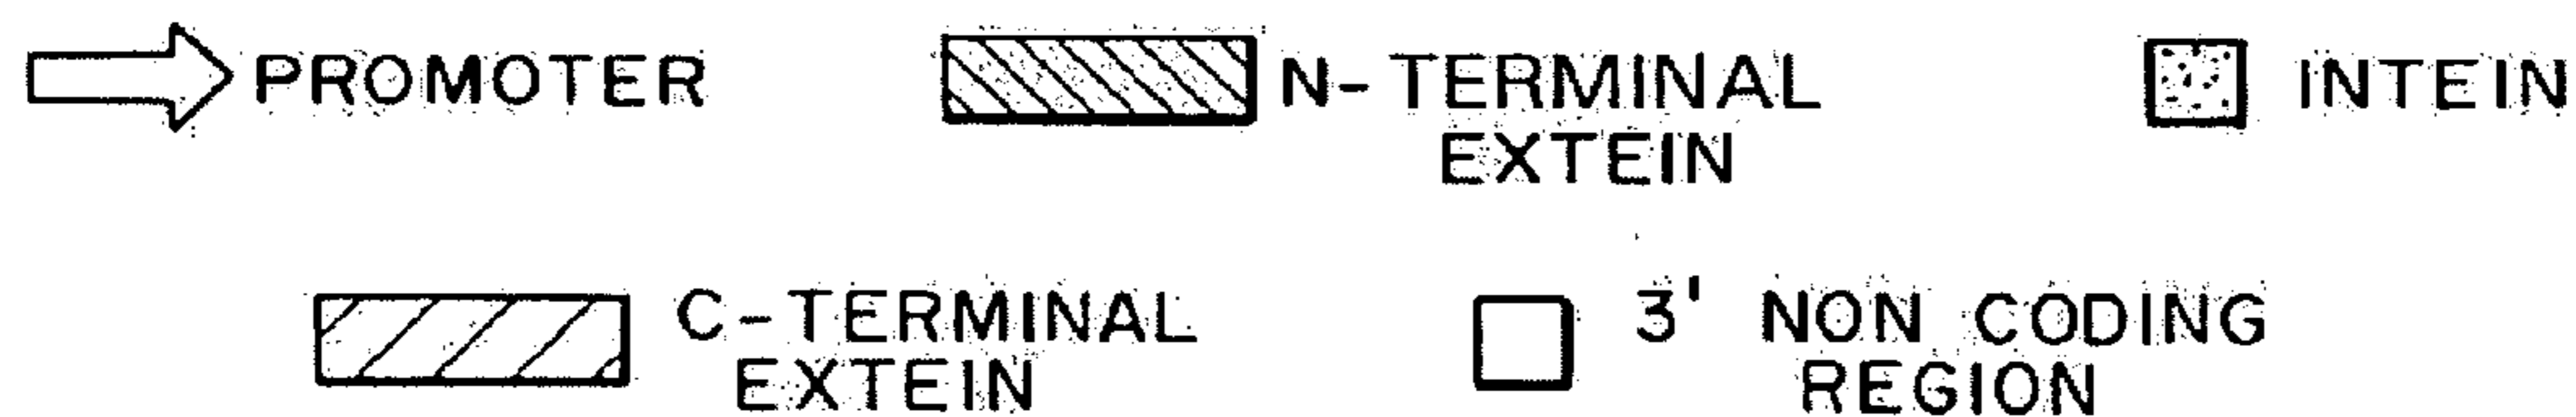 PROMOTER
N-TERMINAL
EXTEIN
INTEIN
C-TERMINAL
EXTEIN
3' NON CODING
REGION